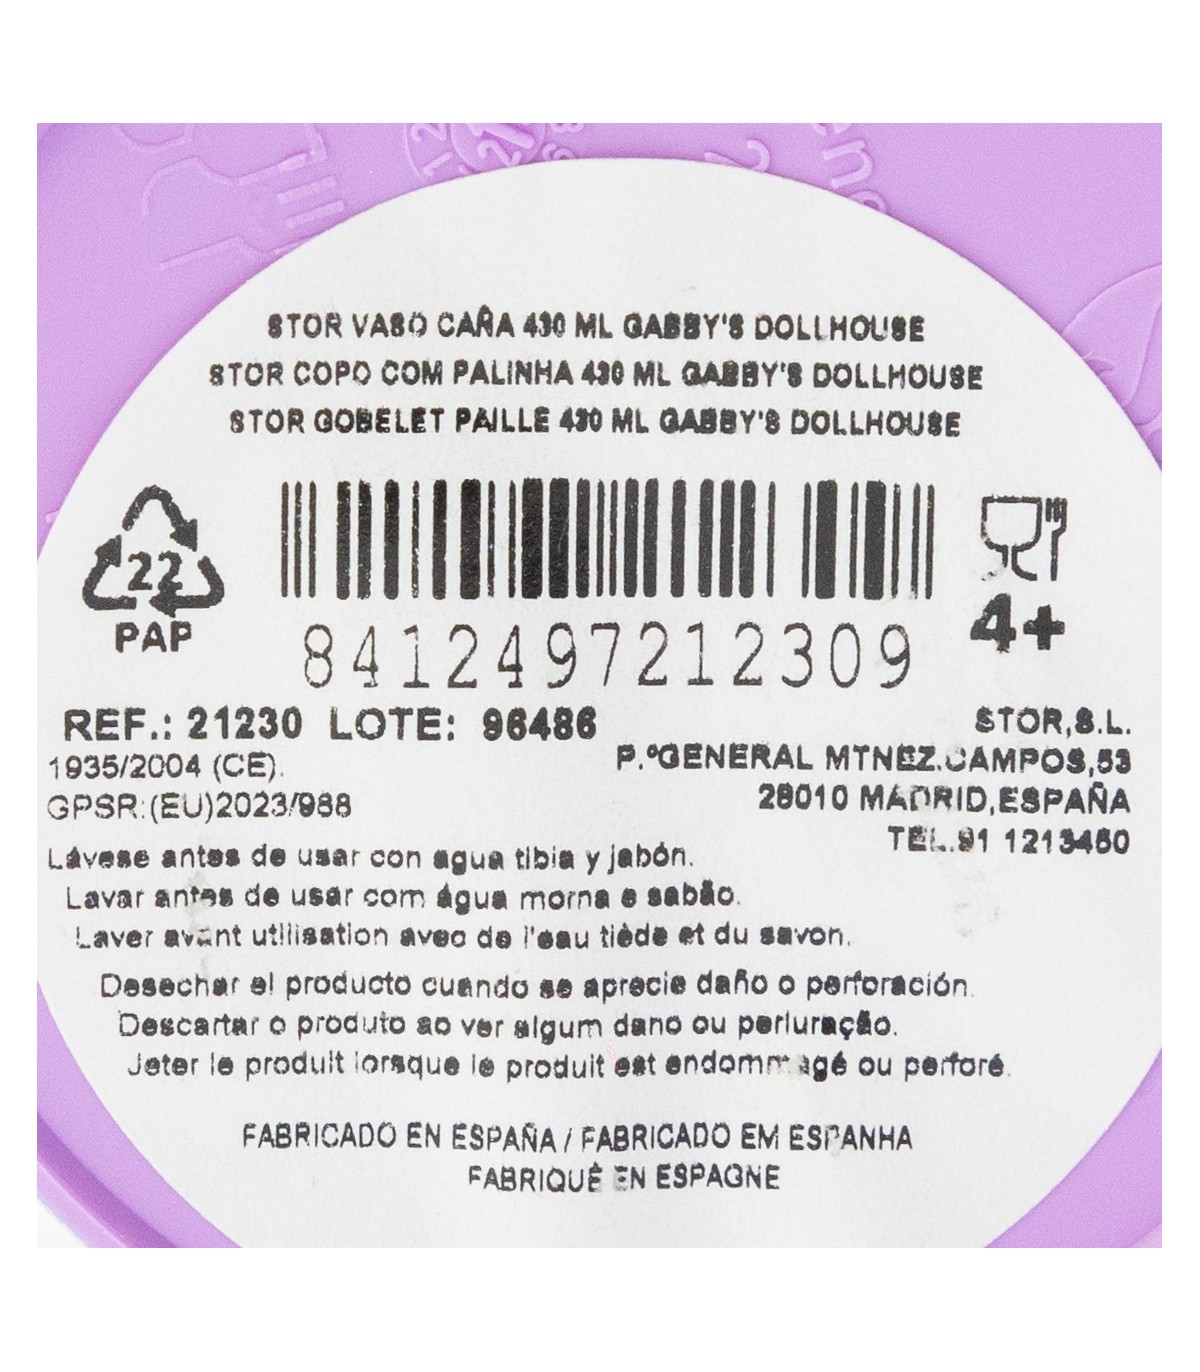 STOR VASO CAÑA 430 ML GABBY'S DOLLHOUSE
STOR COPO COM PALINHA 430 ML GABBY'S DOLLHOUSE
STOR GOBELET PAILLE 430 ML GABBY'S DOLLHOUSE
22
PAP
8412497212309
4+
REF.: 21230 LOTE: 96486
1935/2004 (CE).
GPSR:(EU)2023/988
STOR,S.L.
P.ºGENERAL MTNEZ.CAMPOS,53
28010 MADRID,ESPAÑA
TEL.91 1213460
Lávese antes de usar con agua tibia y jabón.
Lavar antes de usar com água morna e sabão.
Laver avant utilisation avec de l'eau tiède et du savon.
Desechar el producto cuando se aprecie daño o perforación.
Descartar o produto ao ver algum dano ou perfuração.
Jeter le produit lorsque le produit est endommagé ou perforé.
FABRICADO EN ESPAÑA / FABRICADO EM ESPANHA
FABRIQUÉ EN ESPAGNE